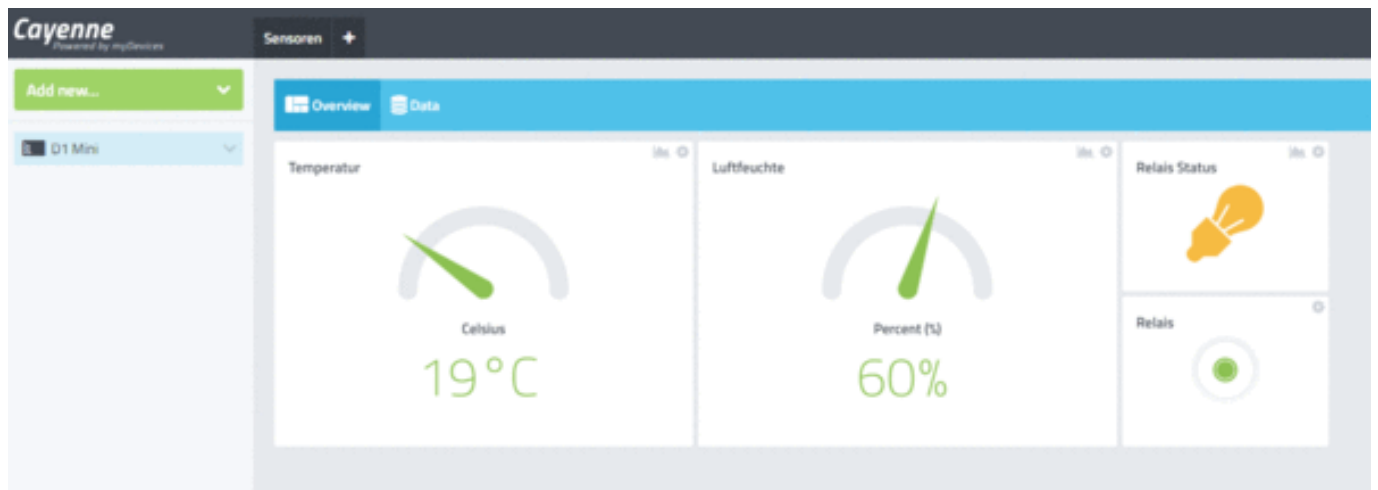 Cayenne
Powered by myDevices
Sensoren +
Add new...
Overview Data
D1 Mini
Temperatur
Celsius
19°C
Luftfeuchte
Percent (%)
60%
Relais Status
Relais